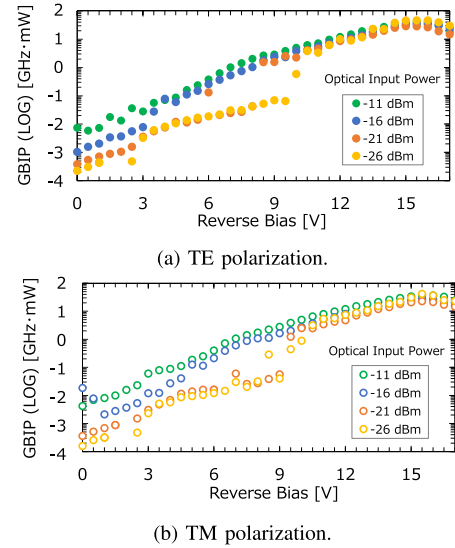 2
1
0
-1
-2
-3
-4
GBIP (LOG) [GHz·mW]
Optical Input Power
-11 dBm
-16 dBm
-21 dBm
-26 dBm
0 3 6 9 12 15
Reverse Bias [V]
(a) TE polarization.
2
1
0
-1
-2
-3
-4
GBIP (LOG) [GHz·mW]
Optical Input Power
-11 dBm
-16 dBm
-21 dBm
-26 dBm
0 3 6 9 12 15
Reverse Bias [V]
(b) TM polarization.